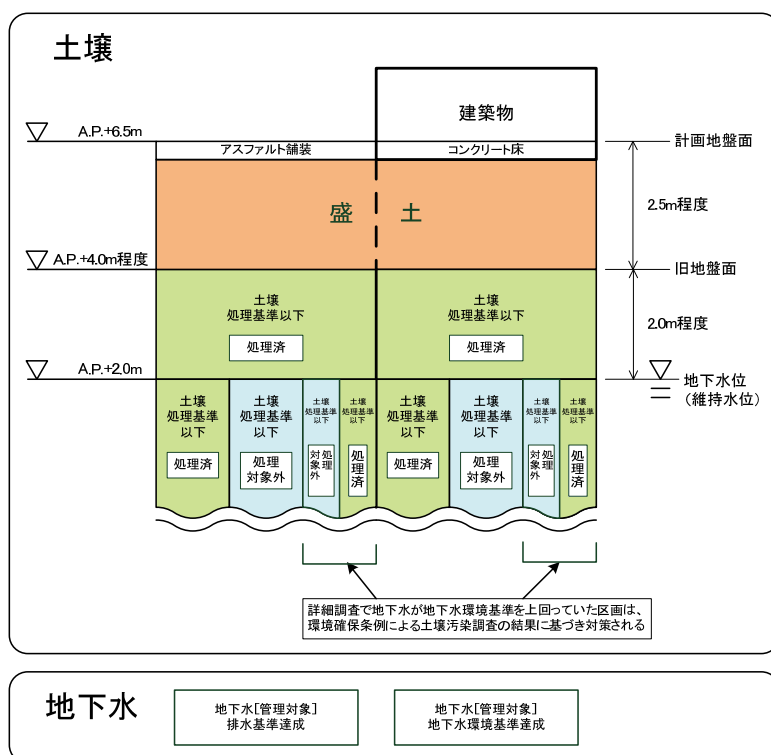 土壌
建築物
A.P.+6.5m
計画地盤面
アスファルト舗装
コンクリート床
盛土
2.5m程度
A.P.+4.0m程度
旧地盤面
土壌
処理基準以下
処理済
土壌
処理基準以下
処理済
2.0m程度
A.P.+2.0m
地下水位
(維持水位)
土壌
処理基準
以下
処理済
土壌
処理基準
以下
処理
対象外
土壌
処理基準
以下
処理
対象外
土壌
処理基準
以下
処理済
土壌
処理基準
以下
処理済
土壌
処理基準
以下
処理
対象外
土壌
処理基準
以下
処理
対象外
土壌
処理基準
以下
処理済
詳細調査で地下水が地下水環境基準を上回っていた区画は、
環境確保条例による土壌汚染調査の結果に基づき対策される
地下水
地下水[管理対象]
排水基準達成
地下水[管理対象]
地下水環境基準達成